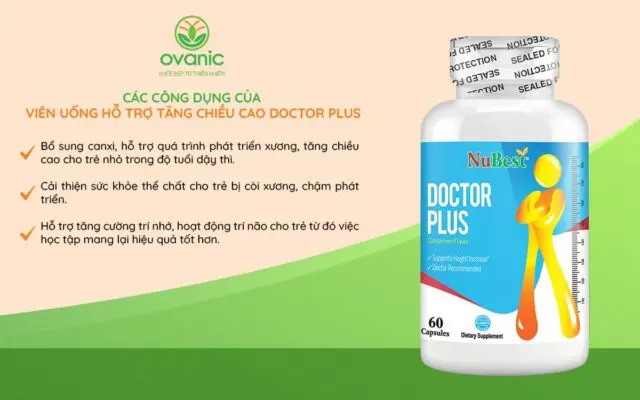 ovanic
KHỎE ĐẸP TỪ THIÊN NHIÊN
CÁC CÔNG DỤNG CỦA
VIÊN UỐNG HỖ TRỢ TĂNG CHIỀU CAO DOCTOR PLUS
Bổ sung canxi, hỗ trợ quá trình phát triển xương, tăng chiều
cao cho trẻ nhỏ trong độ tuổi dậy thì.
Cải thiện sức khỏe thể chất cho trẻ bị còi xương, chậm phát
triển.
Hỗ trợ tăng cường trí nhớ, hoạt động trí não cho trẻ từ đó việc
học tập mang lại hiệu quả tốt hơn.
SEALED FOR
PROTECTION
SEALED FOR
NuBest
DOCTOR
PLUS
Supports Height Increase*
Doctor Recommended
60
Capsules
Dietary Supplement